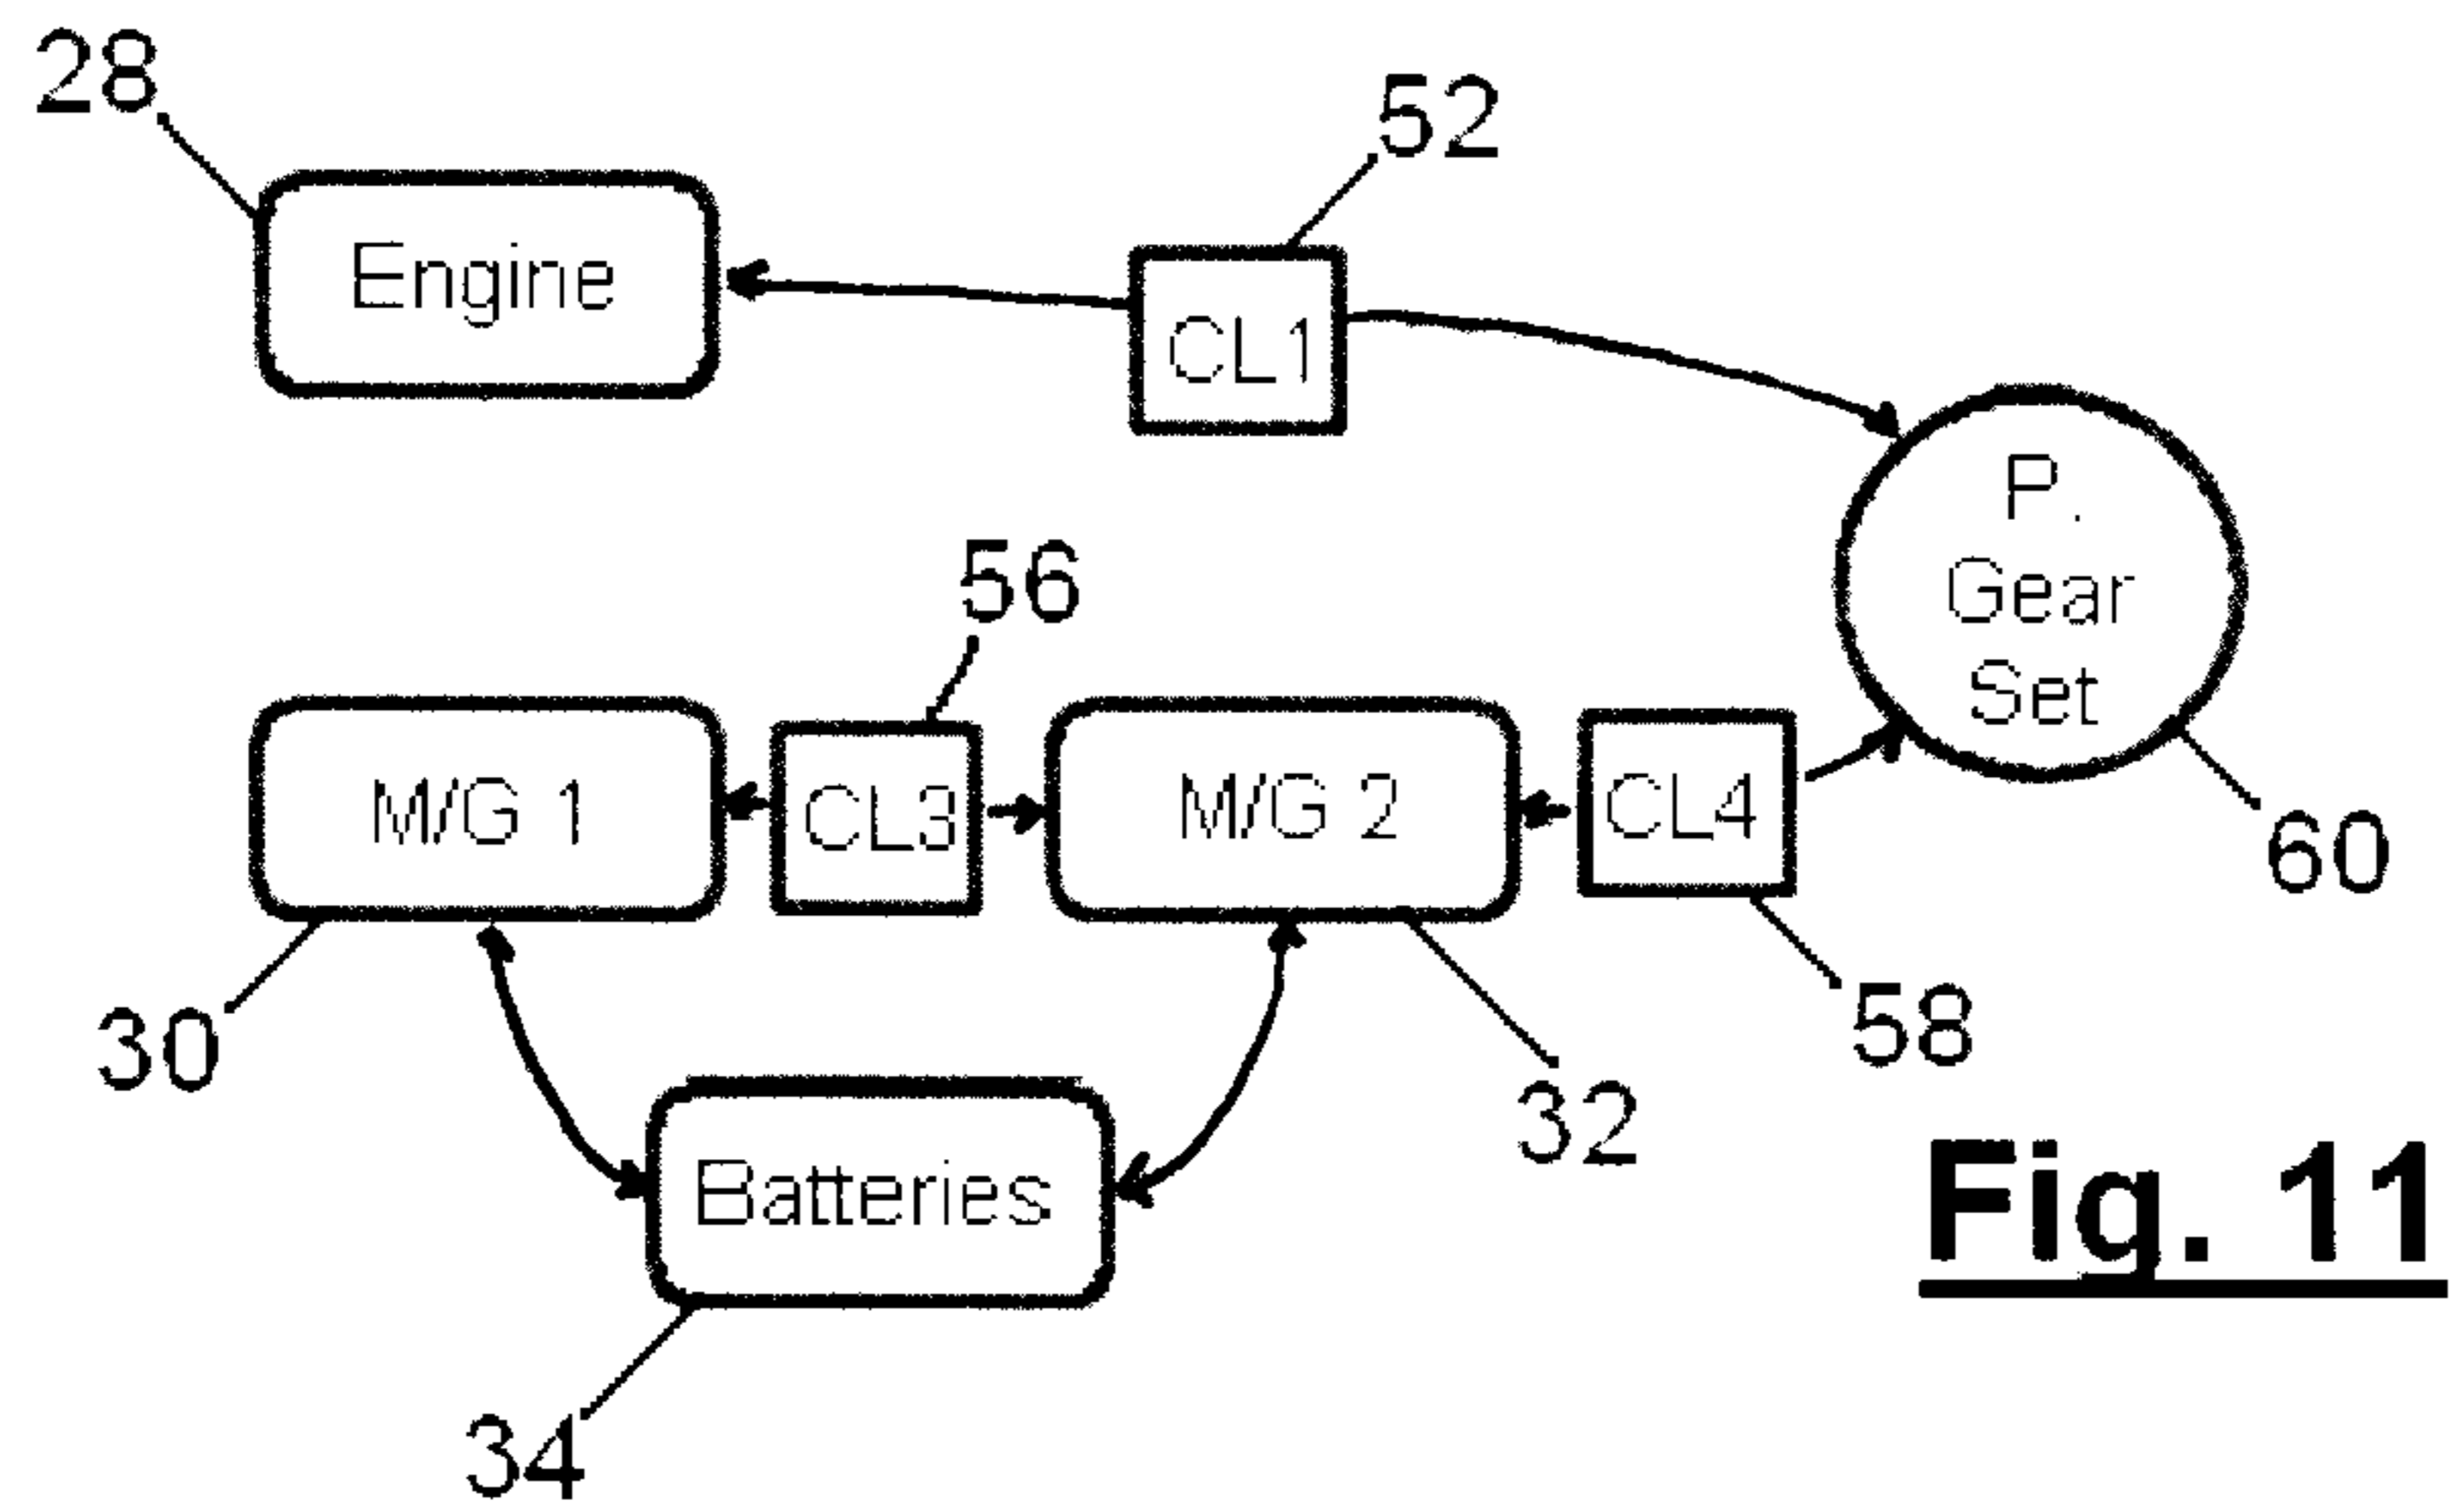 28
52
Engine
CL1
P.
Gear
Set
56
M/G 1
CL3
M/G 2
CL4
60
30
58
32
Batteries
Fig. 11
34